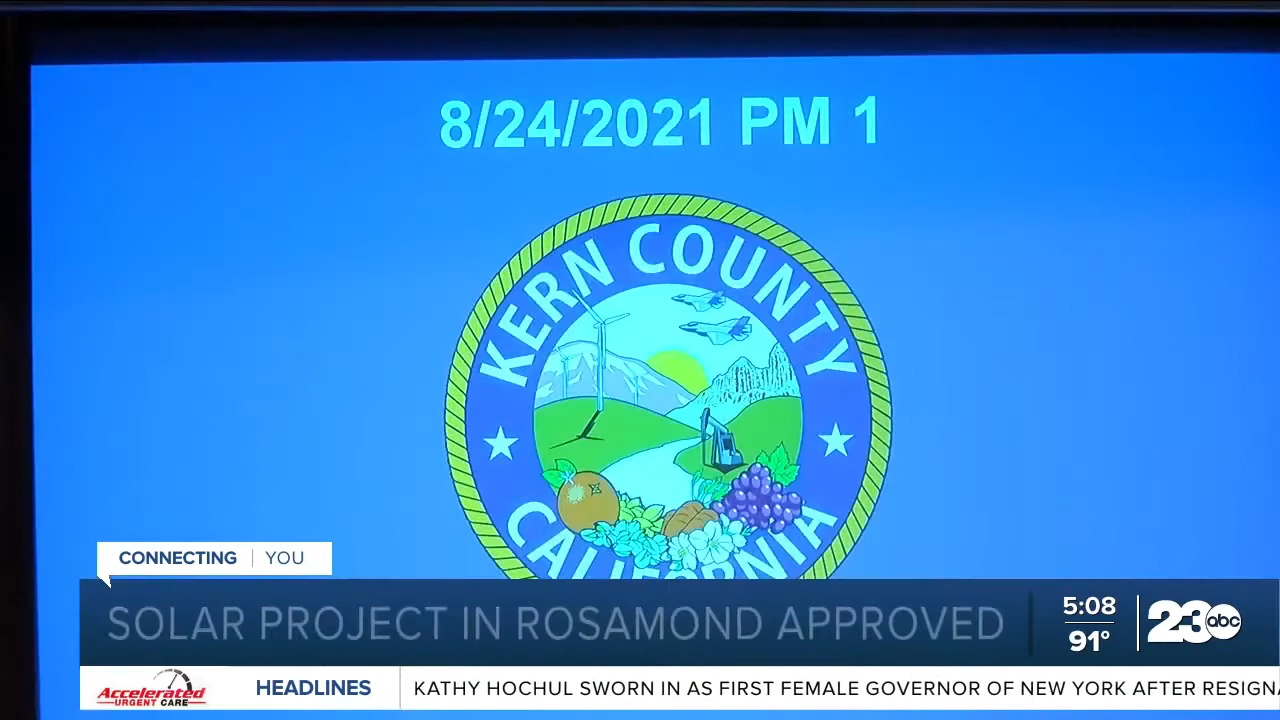 8/24/2021 PM 1
KERN COUNTY
CALIFORNIA
CONNECTING | YOU
SOLAR PROJECT IN ROSAMOND APPROVED
5:08
91°
23 abc
Accelerated
URGENT CARE
HEADLINES
KATHY HOCHUL SWORN IN AS FIRST FEMALE GOVERNOR OF NEW YORK AFTER RESIGNA